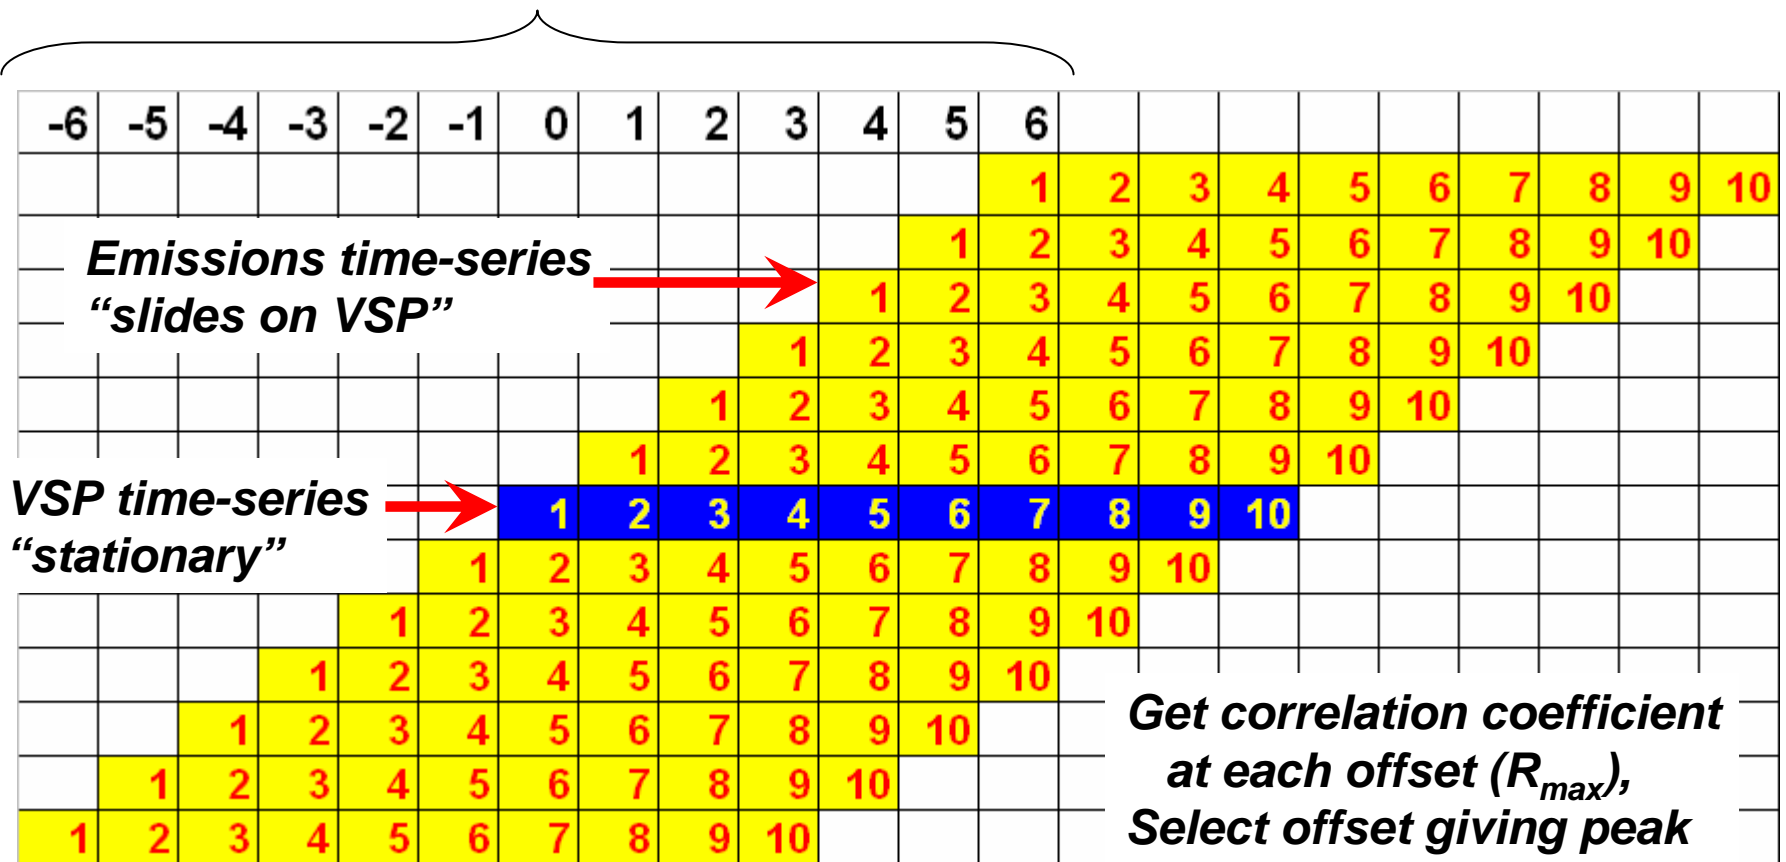 -6 -5 -4 -3 -2 -1 0 1 2 3 4 5 6
1 2 3 4 5 6 7 8 9 10
1 2 3 4 5 6 7 8 9 10
Emissions time-series
“slides on VSP”
1 2 3 4 5 6 7 8 9 10
1 2 3 4 5 6 7 8 9 10
1 2 3 4 5 6 7 8 9 10
1 2 3 4 5 6 7 8 9 10
VSP time-series
“stationary”
1 2 3 4 5 6 7 8 9 10
1 2 3 4 5 6 7 8 9 10
1 2 3 4 5 6 7 8 9 10
1 2 3 4 5 6 7 8 9 10
1 2 3 4 5 6 7 8 9 10
1 2 3 4 5 6 7 8 9 10
1 2 3 4 5 6 7 8 9 10
Get correlation coefficient
at each offset (Rmax),
Select offset giving peak